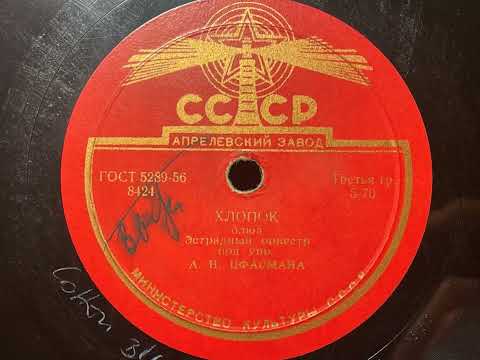 СССР
АПРЕЛЕВСКИЙ ЗАВОД
ГОСТ 5289-56
8424
Третья гр.
5-70
ХЛОПОК
блюз
Эстрадный оркестр
под упр.
А. Н. ЦФАСМАНА
МИНИСТЕРСТВО КУЛЬТУРЫ СССР